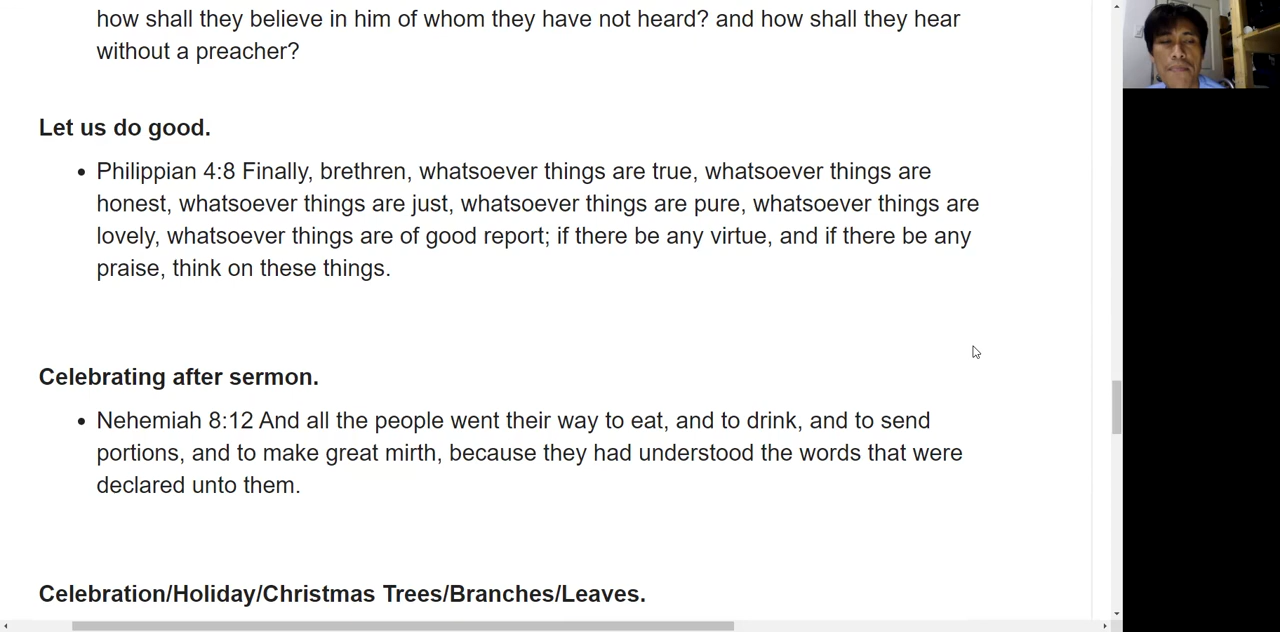 how shall they believe in him of whom they have not heard? and how shall they hear
without a preacher?
Let us do good.
• Philippian 4:8 Finally, brethren, whatsoever things are true, whatsoever things are
honest, whatsoever things are just, whatsoever things are pure, whatsoever things are
lovely, whatsoever things are of good report; if there be any virtue, and if there be any
praise, think on these things.
Celebrating after sermon.
• Nehemiah 8:12 And all the people went their way to eat, and to drink, and to send
portions, and to make great mirth, because they had understood the words that were
declared unto them.
Celebration/Holiday/Christmas Trees/Branches/Leaves.